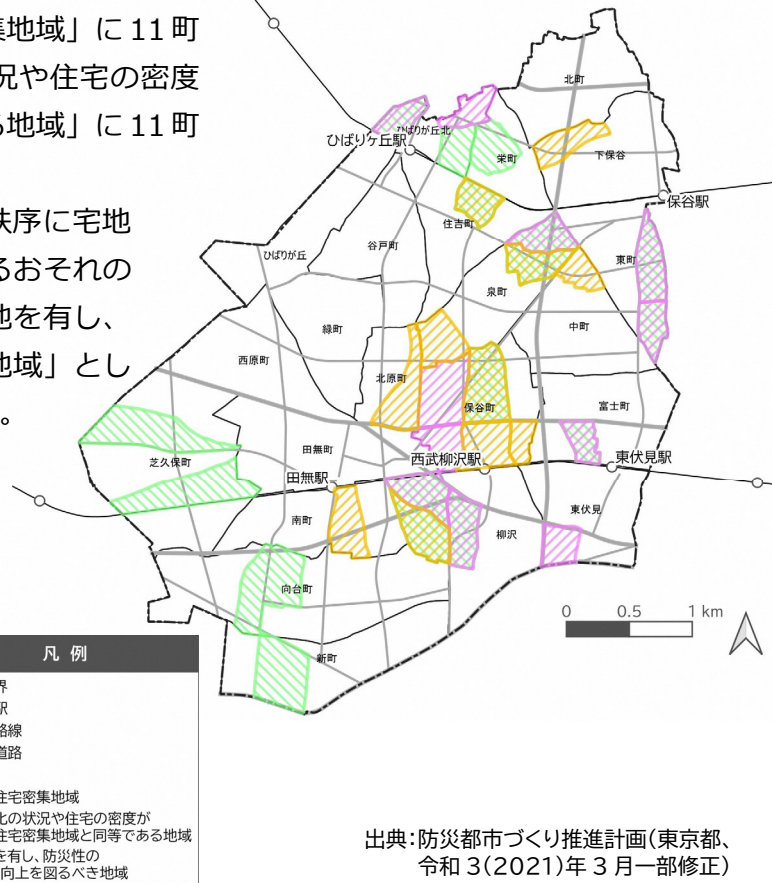 集地域」に 11 町
況や住宅の密度
る地域」に 11 町
秩序に宅地
るおそれの
地を有し、
地域」とし
。
北町
ひばりが丘北
ひばりヶ丘駅
栄町
下保谷
保谷駅
住吉町
谷戸町
ひばりが丘
東町
泉町
緑町
中町
西原町
北原町
保谷町
富士町
田無町
西武柳沢駅
東伏見駅
芝久保町
田無駅
南町
柳沢
東伏見
向台町
新町
0 0.5 1 km
凡 例
界
駅
路線
道路
住宅密集地域
化の状況や住宅の密度が
住宅密集地域と同等である地域
を有し、防災性の
向上を図るべき地域
出典：防災都市づくり推進計画(東京都、
令和 3(2021)年 3 月一部修正)